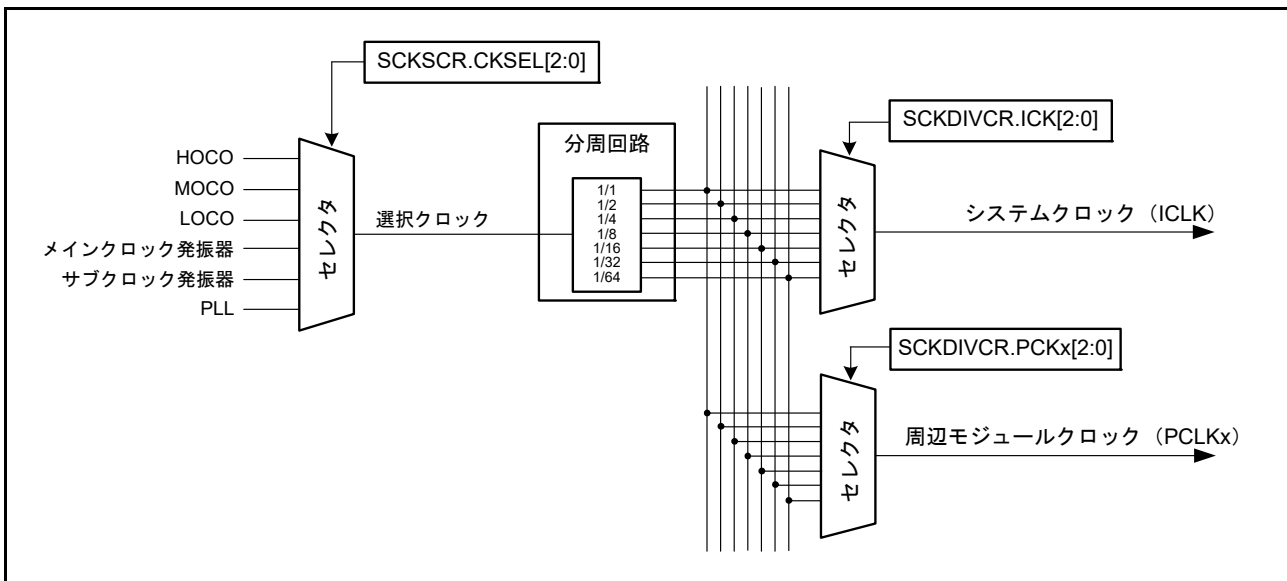 SCKSCR.CKSEL[2:0]
HOCO
MOCO
LOCO
メインクロック発振器
サブクロック発振器
PLL
セレクタ
選択クロック
分周回路
1/1
1/2
1/4
1/8
1/16
1/32
1/64
SCKDIVCR.ICK[2:0]
セレクタ
システムクロック（ICLK）
SCKDIVCR.PCKx[2:0]
セレクタ
周辺モジュールクロック（PCLKx）